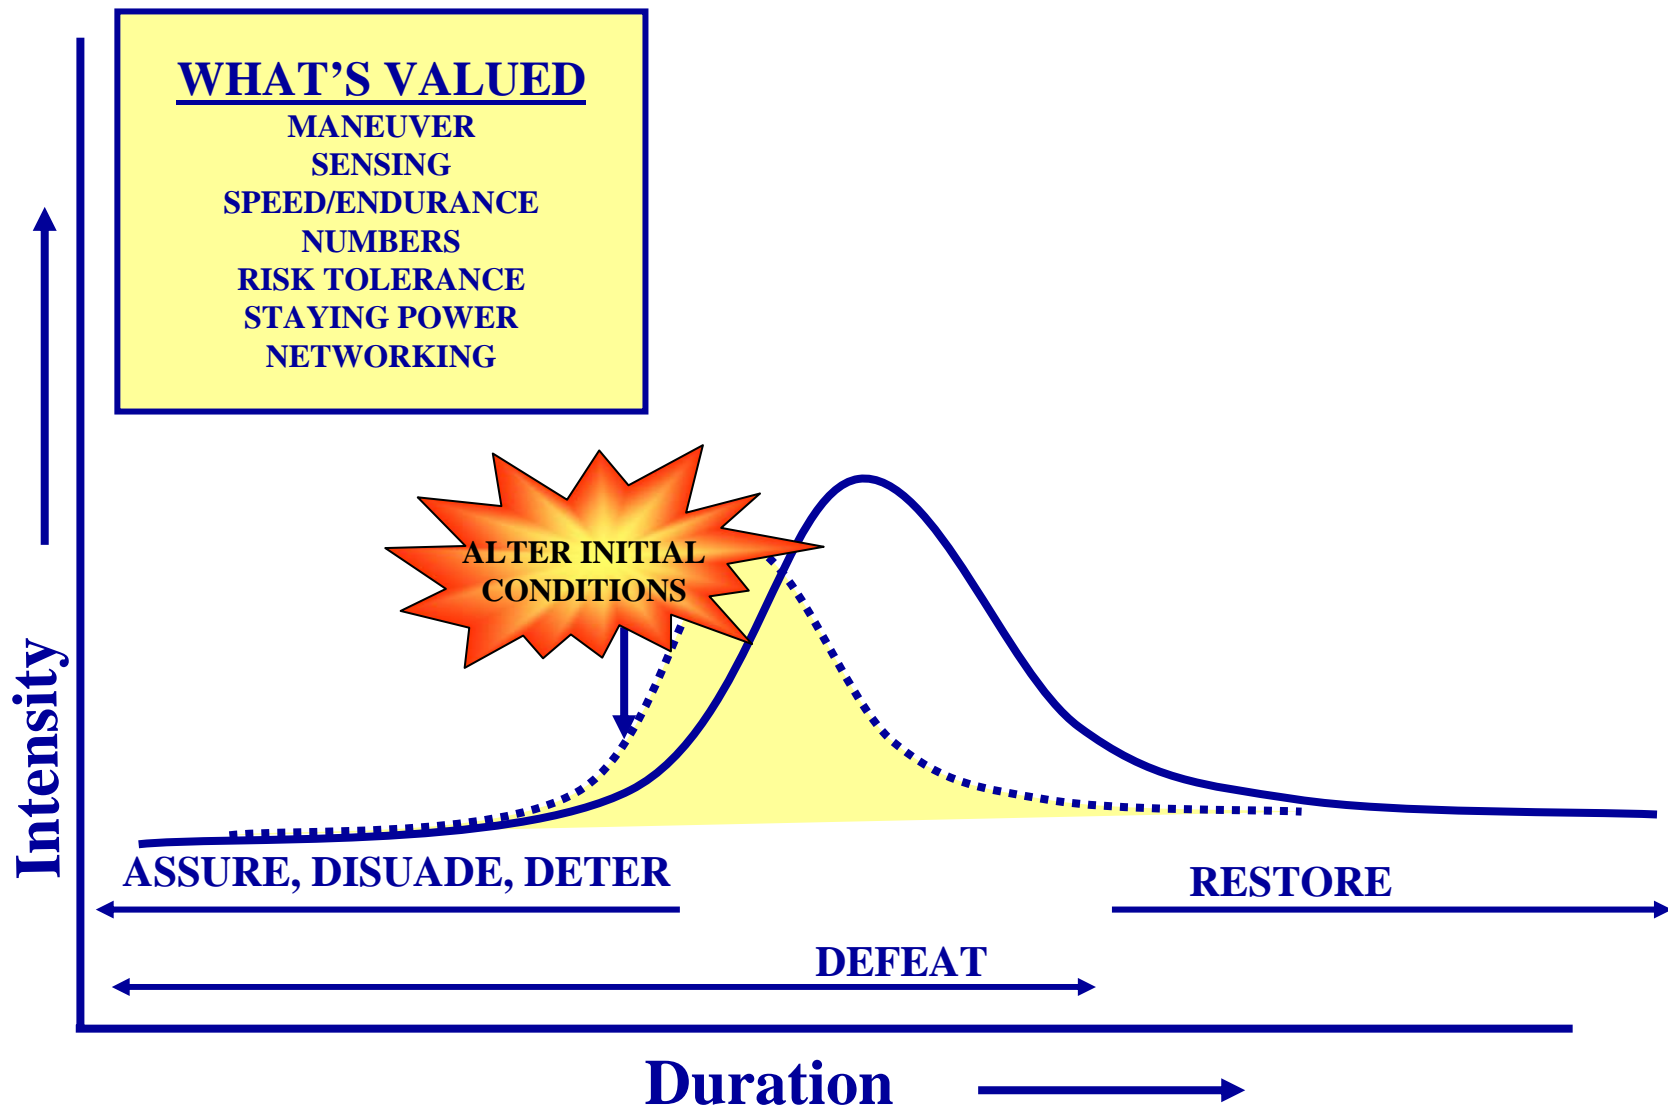 WHAT'S VALUED
MANEUVER
SENSING
SPEED/ENDURANCE
NUMBERS
RISK TOLERANCE
STAYING POWER
NETWORKING
ALTER INITIAL
CONDITIONS
Intensity
ASSURE, DISUADE, DETER
RESTORE
DEFEAT
Duration